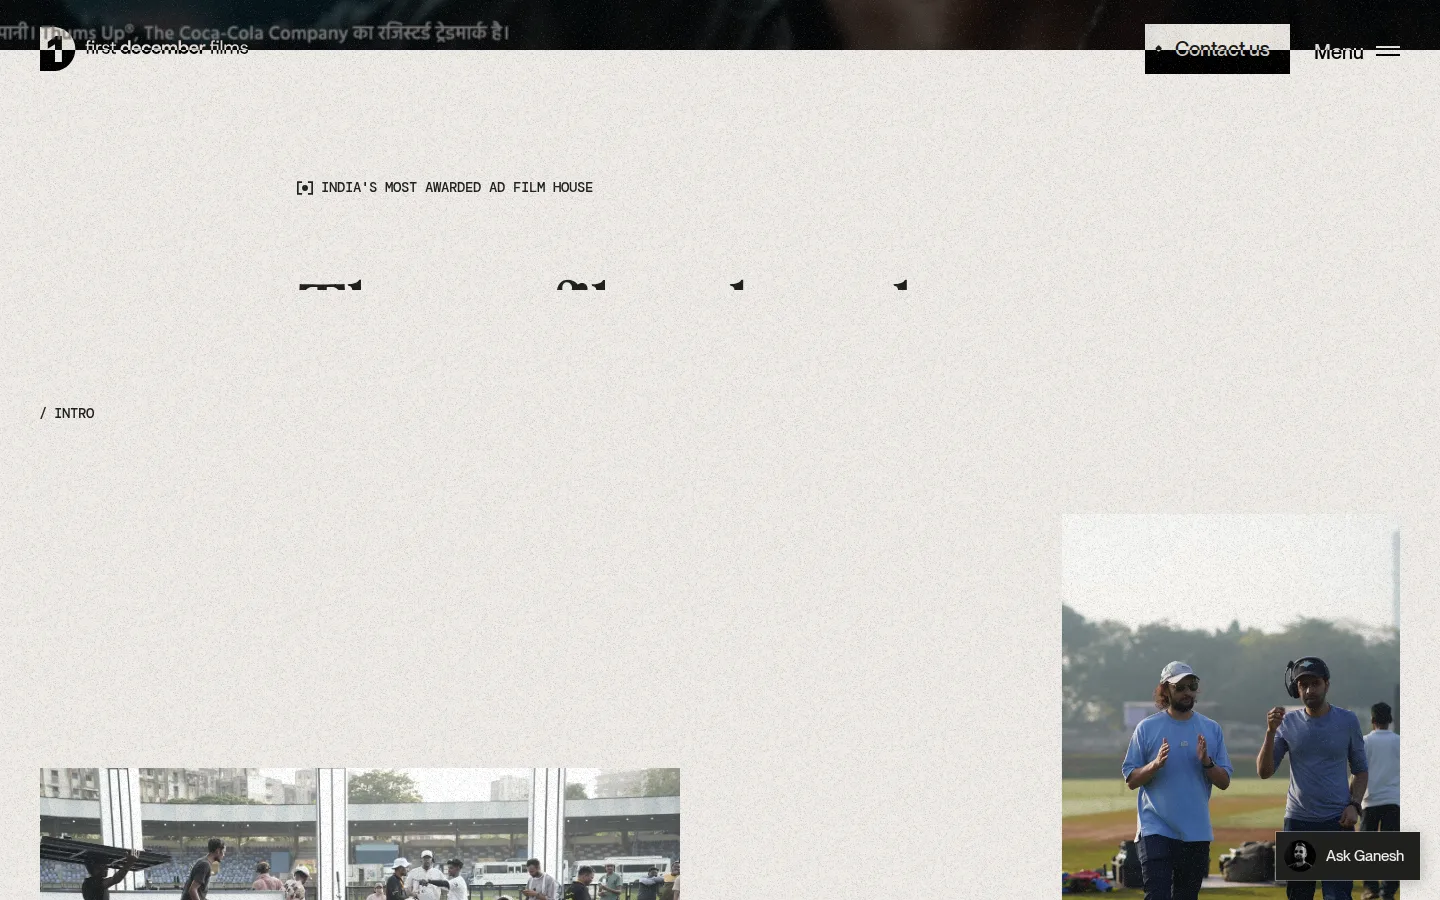 Thums Up®, The Coca-Cola Company का रजिस्टर्ड ट्रेडमार्क है।
first december films
Contact us
Menu
INDIA'S MOST AWARDED AD FILM HOUSE
/ INTRO
Ask Ganesh